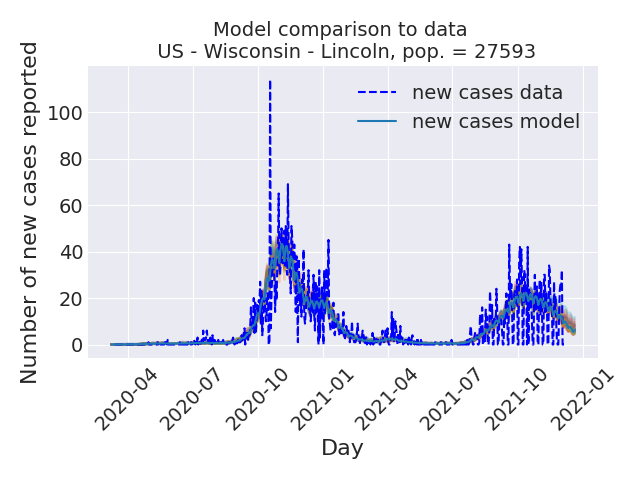 Model comparison to data
US - Wisconsin - Lincoln, pop. = 27593
Number of new cases reported
100
80
60
40
20
0
new cases data
new cases model
2020-04
2020-07
2020-10
2021-01
2021-04
2021-07
2021-10
2022-01
Day